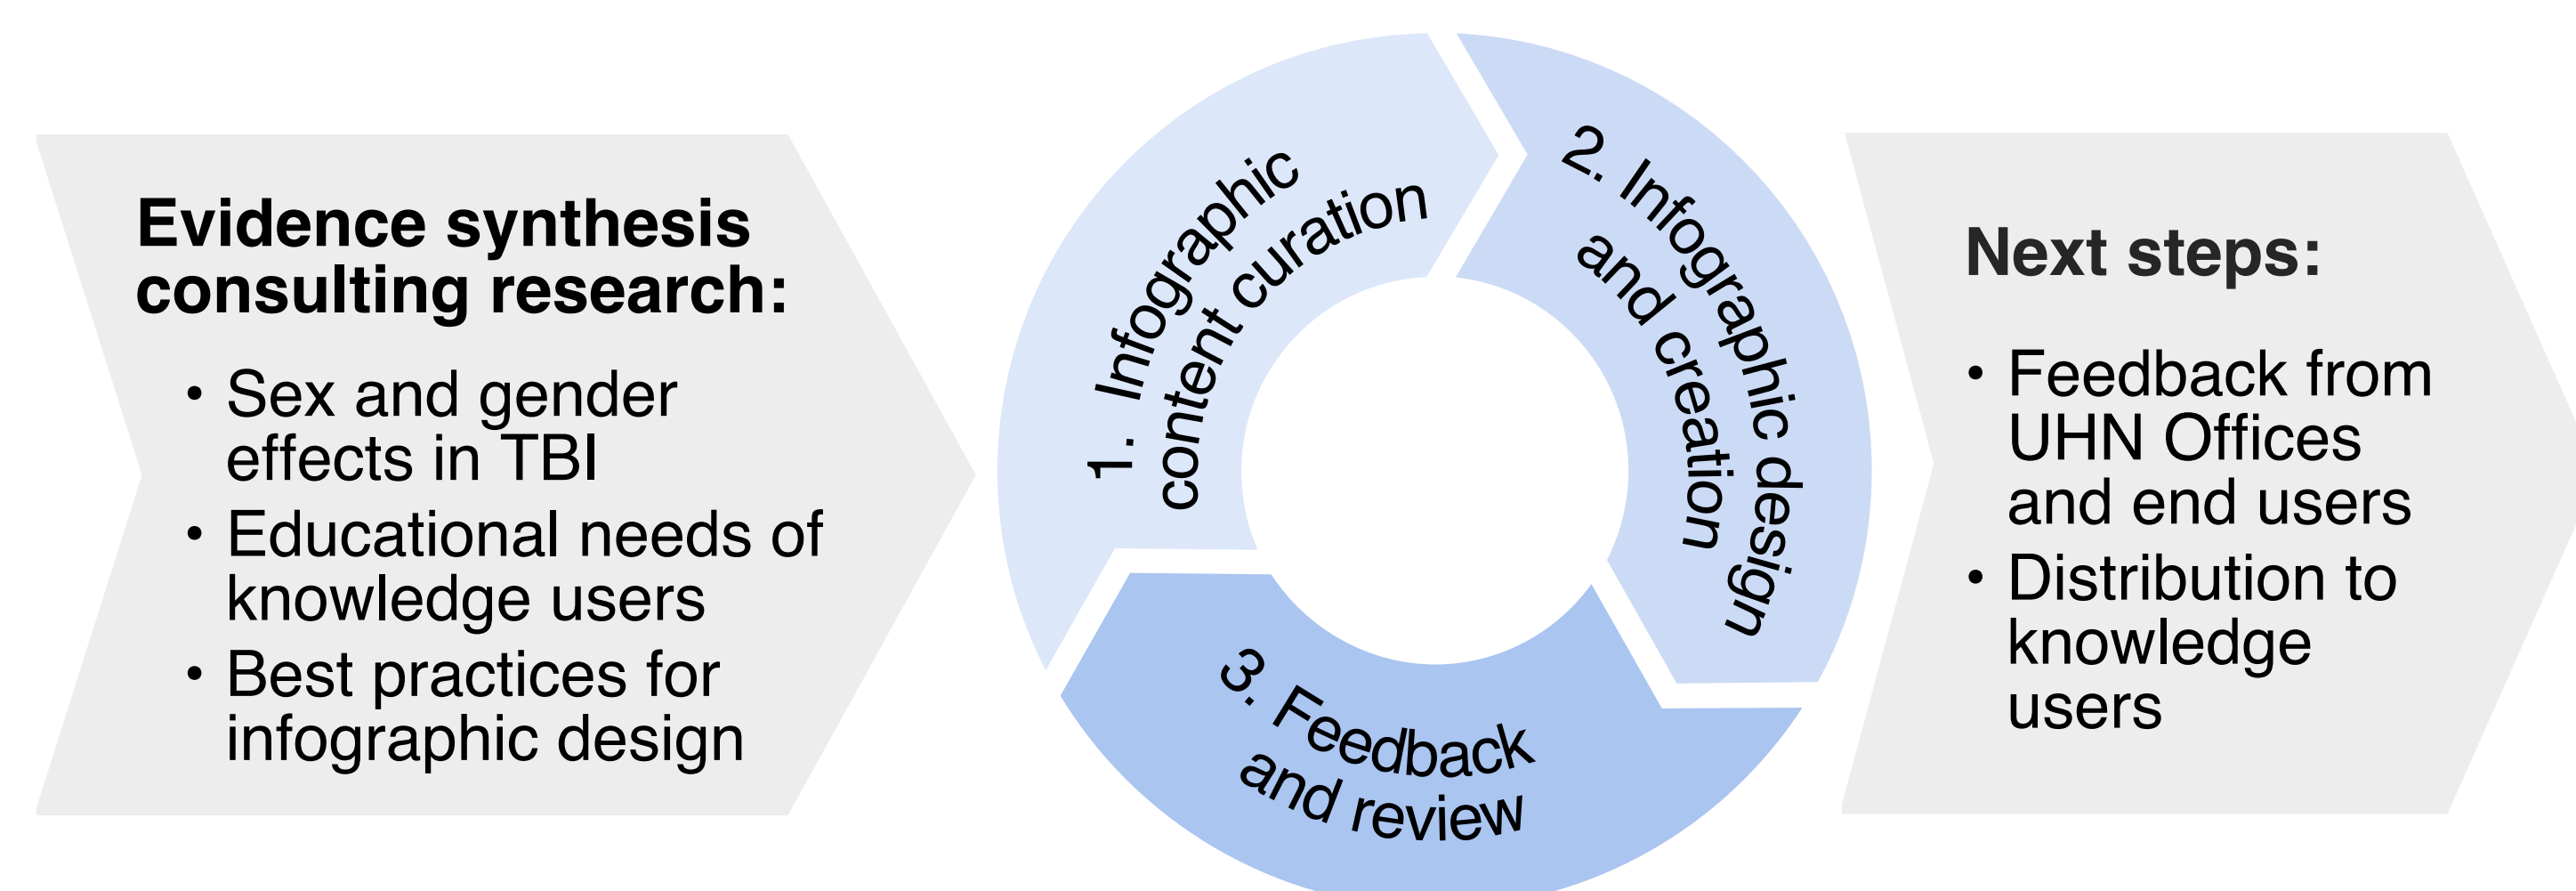 Evidence synthesis
consulting research:
• Sex and gender
effects in TBI
• Educational needs of
knowledge users
• Best practices for
infographic design
1. Infographic
content curation
2. Infographic design
and creation
3. Feedback
and review
Next steps:
• Feedback from
UHN Offices
and end users
• Distribution to
knowledge
users